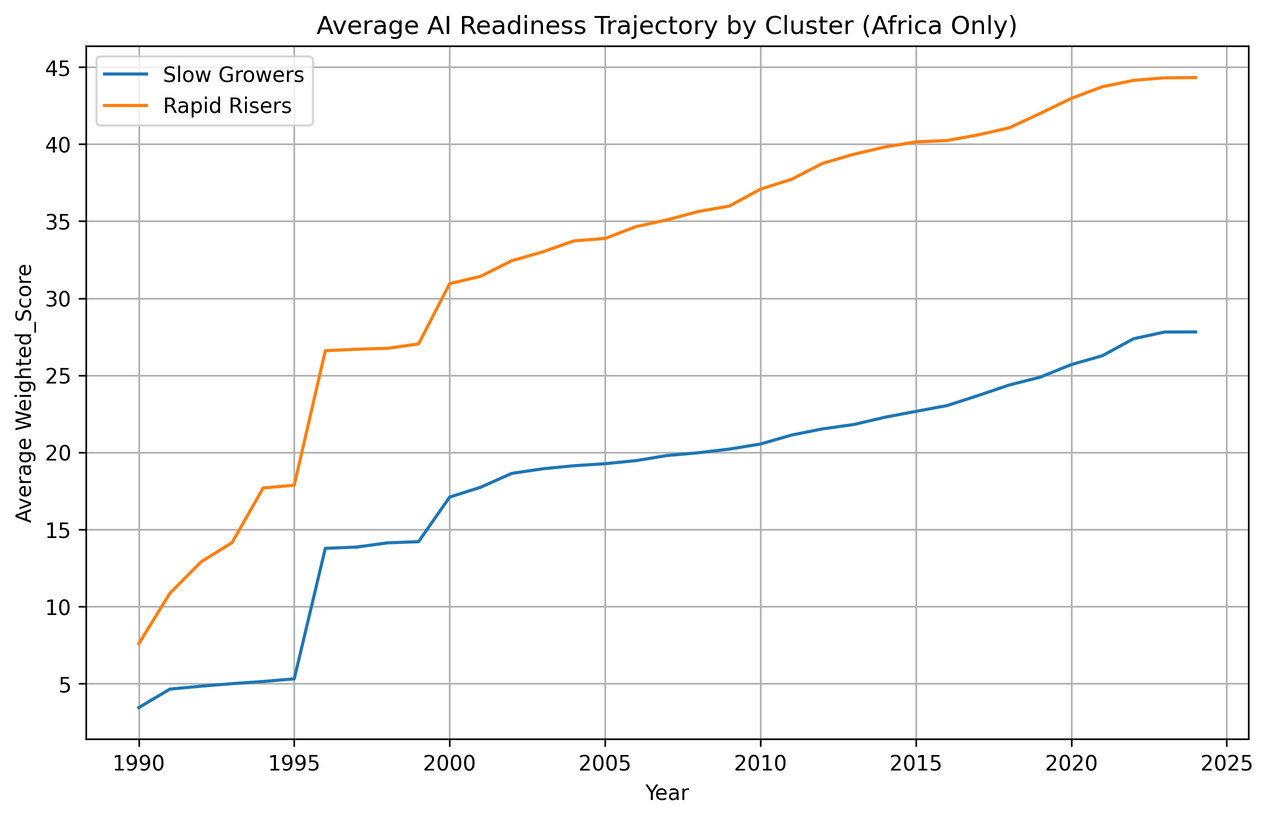 Average AI Readiness Trajectory by Cluster (Africa Only)
Slow Growers
Rapid Risers
Average Weighted_Score
45
40
35
30
25
20
15
10
5
1990 1995 2000 2005 2010 2015 2020 2025
Year